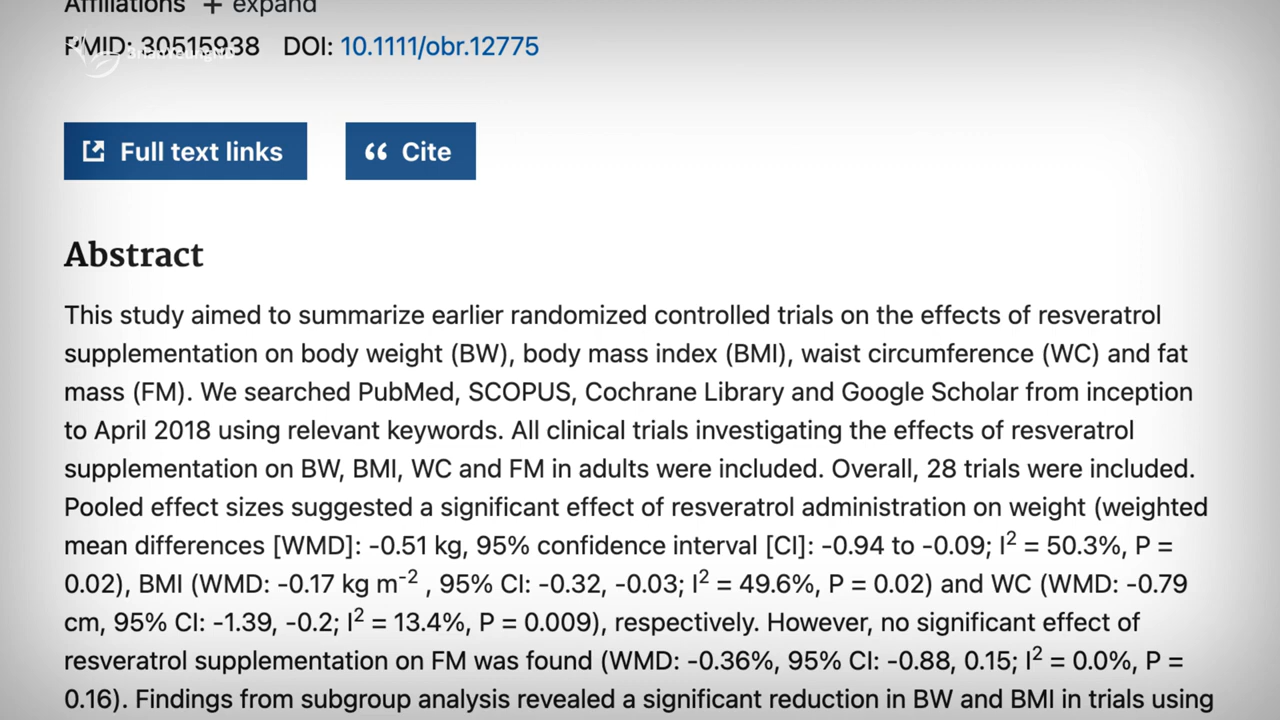 Affiliations + expand
PMID: 30515938 DOI: 10.1111/obr.12775
Full text links
Cite
Abstract
This study aimed to summarize earlier randomized controlled trials on the effects of resveratrol
supplementation on body weight (BW), body mass index (BMI), waist circumference (WC) and fat
mass (FM). We searched PubMed, SCOPUS, Cochrane Library and Google Scholar from inception
to April 2018 using relevant keywords. All clinical trials investigating the effects of resveratrol
supplementation on BW, BMI, WC and FM in adults were included. Overall, 28 trials were included.
Pooled effect sizes suggested a significant effect of resveratrol administration on weight (weighted
mean differences [WMD]: -0.51 kg, 95% confidence interval [CI]: -0.94 to -0.09; I² = 50.3%, P =
0.02), BMI (WMD: -0.17 kg m⁻² , 95% CI: -0.32, -0.03; I² = 49.6%, P = 0.02) and WC (WMD: -0.79
cm, 95% CI: -1.39, -0.2; I² = 13.4%, P = 0.009), respectively. However, no significant effect of
resveratrol supplementation on FM was found (WMD: -0.36%, 95% CI: -0.88, 0.15; I² = 0.0%, P =
0.16). Findings from subgroup analysis revealed a significant reduction in BW and BMI in trials using